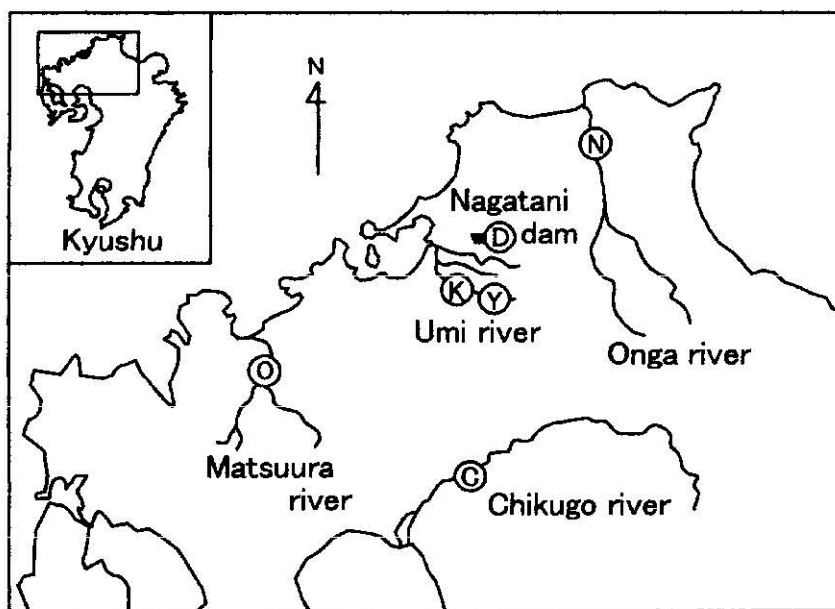 Kyushu
N
N
Nagatani
D dam
K Y
Umi river
Onga river
O
Matsuura
river
C
Chikugo river